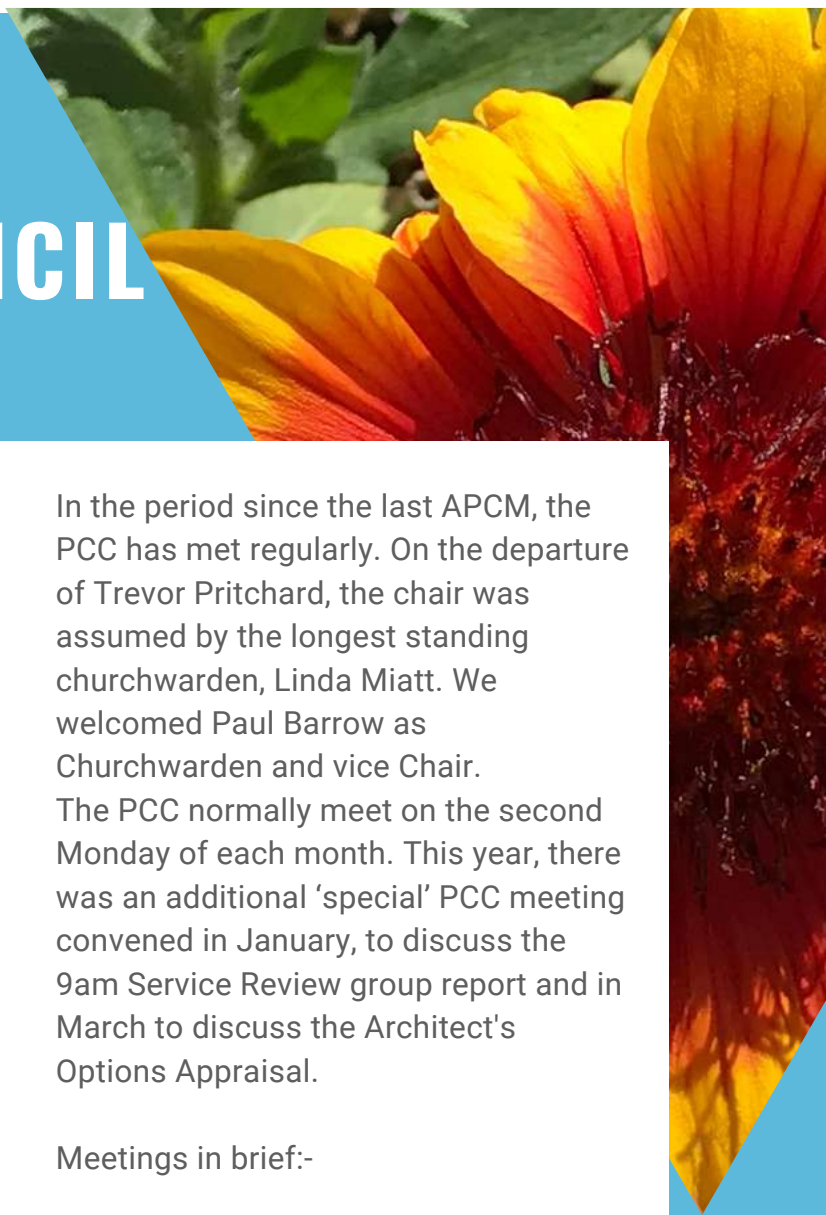 CIL
In the period since the last APCM, the
PCC has met regularly. On the departure
of Trevor Pritchard, the chair was
assumed by the longest standing
churchwarden, Linda Miatt. We
welcomed Paul Barrow as
Churchwarden and vice Chair.
The PCC normally meet on the second
Monday of each month. This year, there
was an additional ‘special’ PCC meeting
convened in January, to discuss the
9am Service Review group report and in
March to discuss the Architect's
Options Appraisal.
Meetings in brief:-